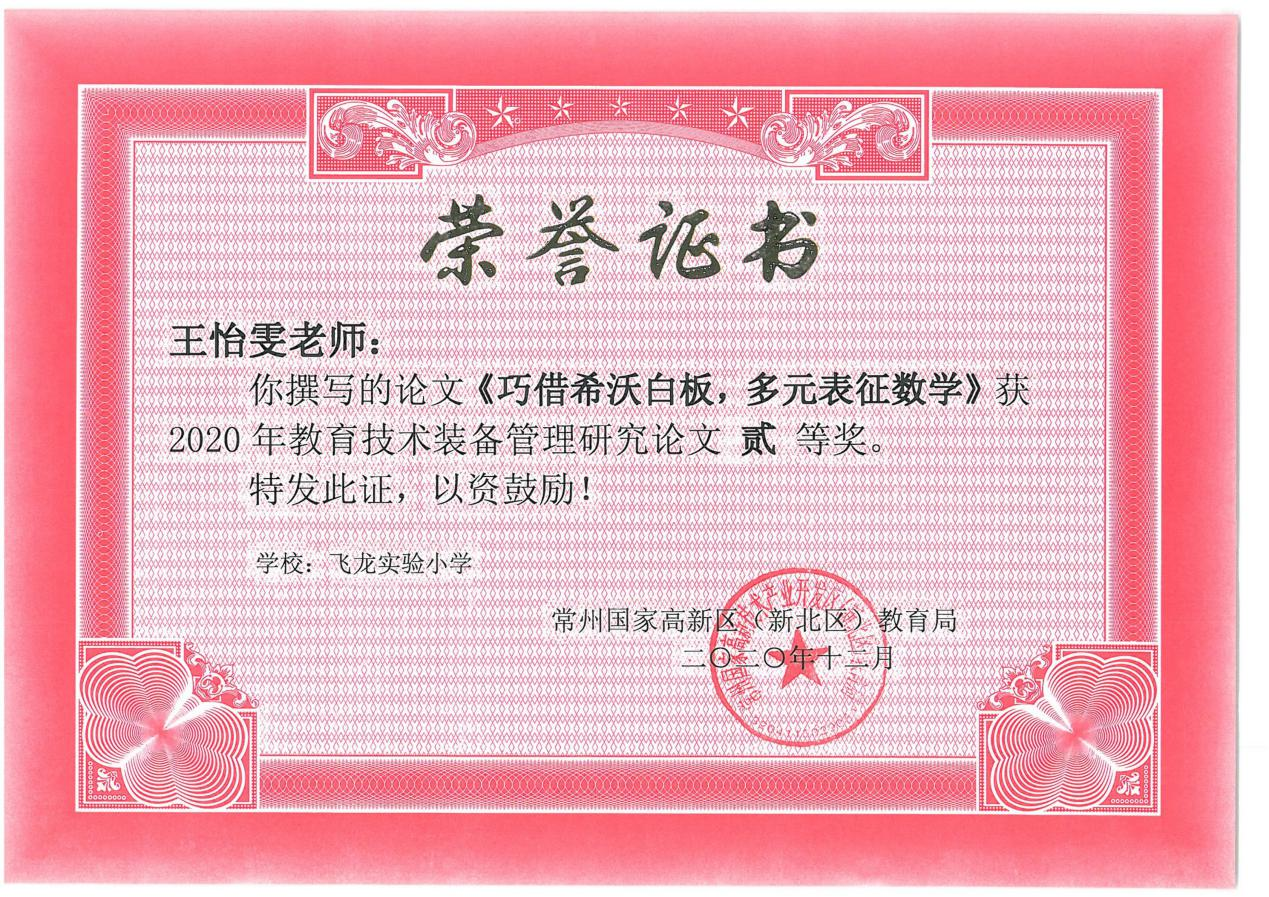 荣誉证书
王怡雯老师:
你撰写的论文《巧借希沃白板,多元表征数学》获
2020 年教育技术装备管理研究论文 贰 等奖。
特发此证,以资鼓励!
学校:飞龙实验小学
常州国家高新区(新北区)教育局
二〇二〇年十二月